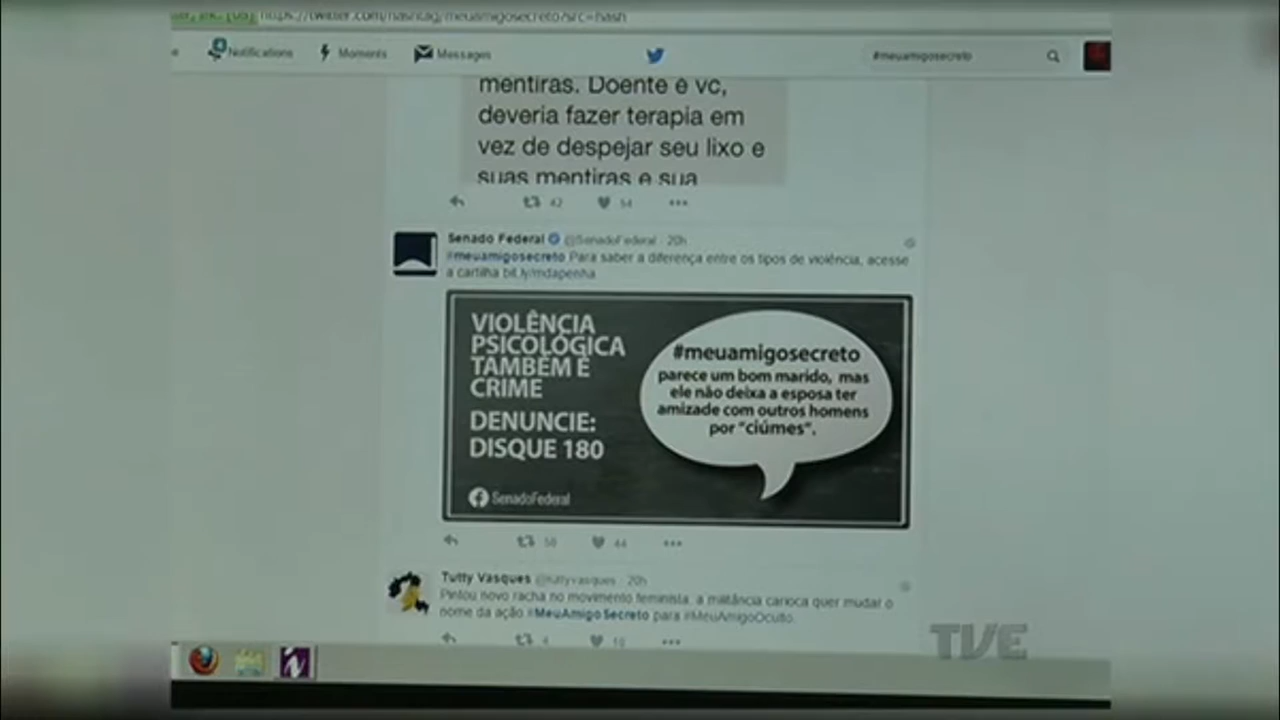 https://twitter.com/hashtag/meuamigosecreto?src=hash
Notifications Moments Messages #meuamigosecreto
mentiras. Doente é vc,
deveria fazer terapia em
vez de despejar seu lixo e
suas mentiras e sua
42 54
Senado Federal @SenadoFederal · 20h
#meuamigosecreto Para saber a diferença entre os tipos de violência, acesse
a cartilha bit.ly/mdapenha
VIOLÊNCIA
PSICOLÓGICA
TAMBÉM É
CRIME
DENUNCIE:
DISQUE 180
SenadoFederal
#meuamigosecreto
parece um bom marido, mas
ele não deixa a esposa ter
amizade com outros homens
por "ciúmes".
44
Tutty Vasques @tuttyvasques · 20h
Pintou novo racha no movimento feminista: a militância carioca quer mudar o
nome da ação #MeuAmigoSecreto para #MeuAmigoOculto.
4 10
TVE